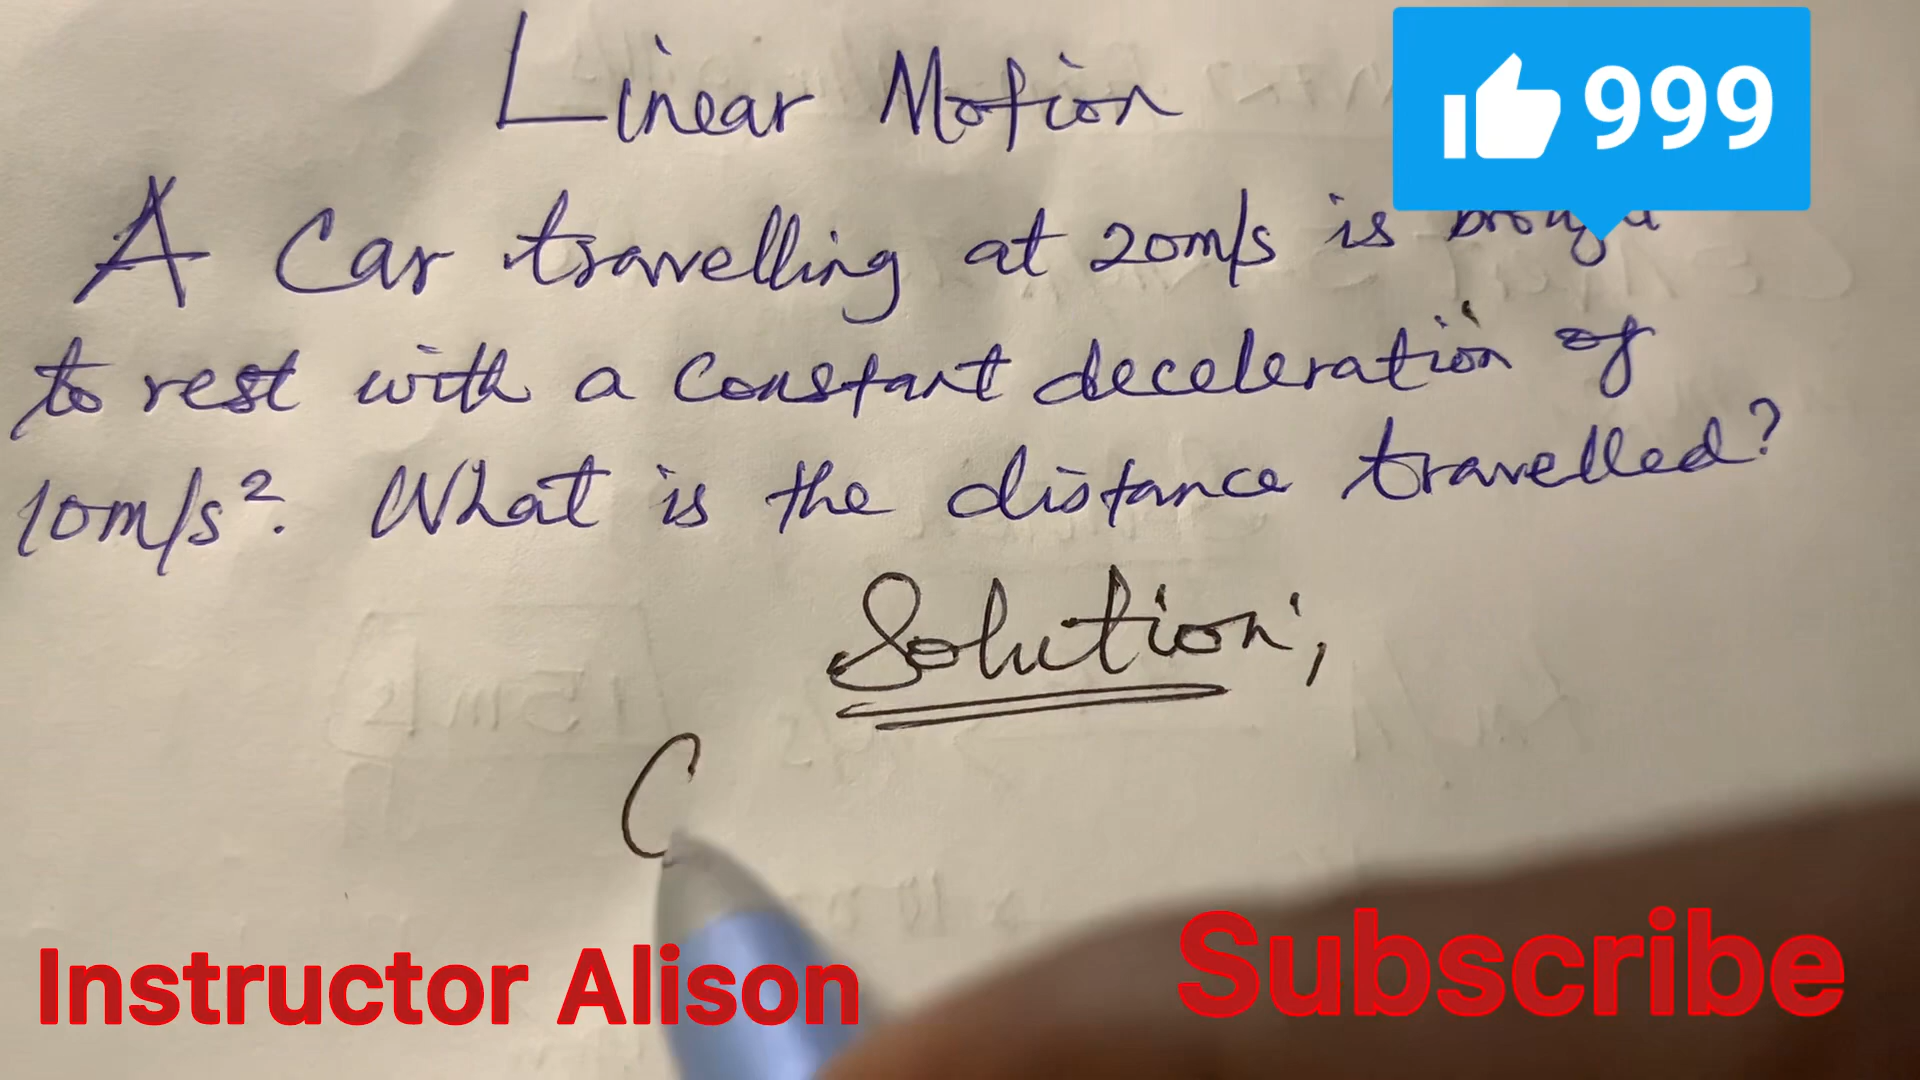 Linear Motion
999
A Car travelling at 20m/s is
to rest with a constant deceleration of
10m/s². What is the distance travelled?
Solution;
C
Instructor Alison
Subscribe